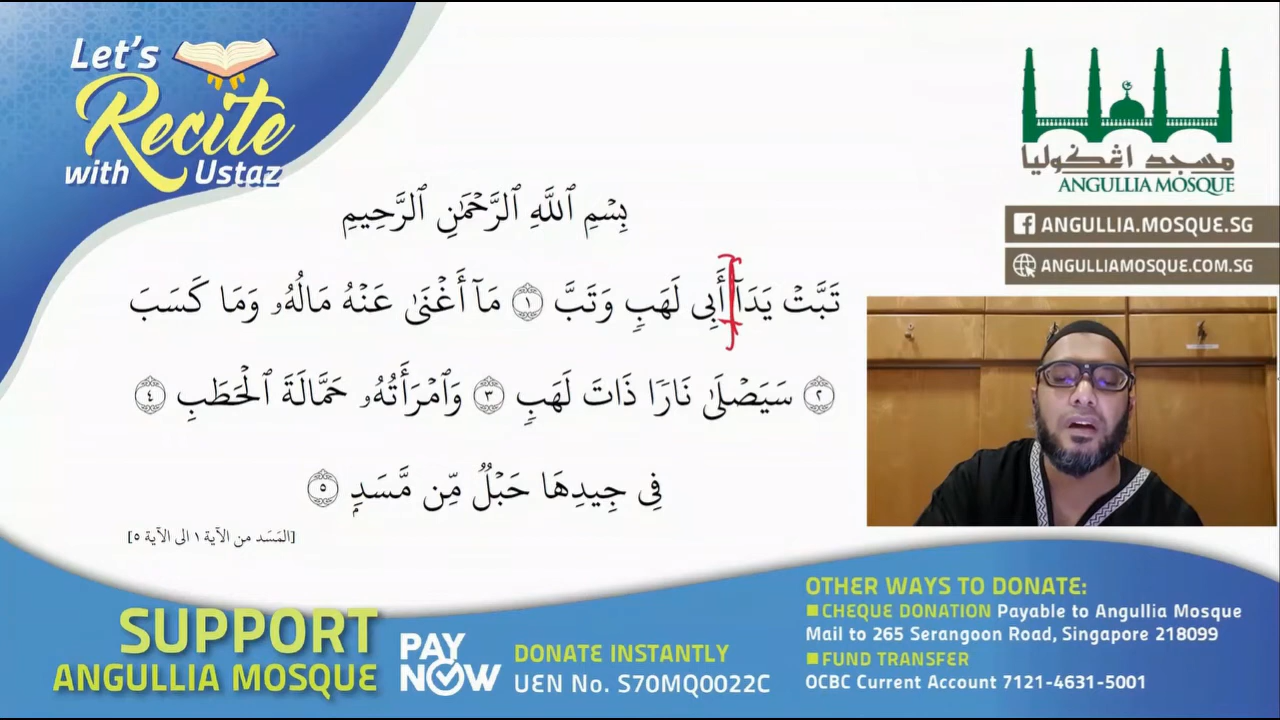 Let's
Recite
with Ustaz
مسجد اڠكوليا
ANGULLIA MOSQUE
ANGULLIA.MOSQUE.SG
ANGULLIAMOSQUE.COM.SG
بِسۡمِ ٱللَّهِ ٱلرَّحۡمَٰنِ ٱلرَّحِيمِ
تَبَّتۡ يَدَآ أَبِي لَهَبٖ وَتَبَّ ١ مَآ أَغۡنَىٰ عَنۡهُ مَالُهُۥ وَمَا كَسَبَ
٢ سَيَصۡلَىٰ نَارٗا ذَاتَ لَهَبٖ ٣ وَٱمۡرَأَتُهُۥ حَمَّالَةَ ٱلۡحَطَبِ ٤
فِي جِيدِهَا حَبۡلٞ مِّن مَّسَدِۭ ٥
[المَسَد من الآية ١ الى الآية ٥]
SUPPORT
ANGULLIA MOSQUE
PAY
NOW
DONATE INSTANTLY
UEN No. S70MQ0022C
OTHER WAYS TO DONATE:
CHEQUE DONATION Payable to Angullia Mosque
Mail to 265 Serangoon Road, Singapore 218099
FUND TRANSFER
OCBC Current Account 7121-4631-5001